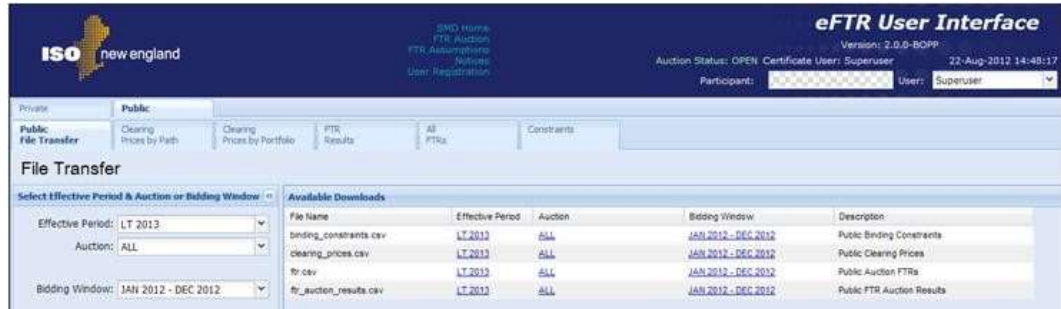 ISO new england
SMD Home
FTR Auction
FTR Assumptions
Notices
User Registration
eFTR User Interface
Version: 2.0.0-BOPP
Auction Status: OPEN Certificate User: Superuser 22-Aug-2012 14:48:17
Participant: User: Superuser
Private Public
Public File Transfer
Clearing Prices by Path
Clearing Prices by Portfolio
FTR Results
All FTRs
Constraints
File Transfer
Select Effective Period & Auction or Bidding Window
Effective Period: LT 2013
Auction: ALL
Bidding Window: JAN 2012 - DEC 2012
Available Downloads
File Name Effective Period Auction Bidding Window Description
binding_constraints.csv LT 2013 ALL JAN 2012 - DEC 2012 Public Binding Constraints
clearing_prices.csv LT 2013 ALL JAN 2012 - DEC 2012 Public Clearing Prices
ftr.csv LT 2013 ALL JAN 2012 - DEC 2012 Public Auction FTRs
ftr_auction_results.csv LT 2013 ALL JAN 2012 - DEC 2012 Public FTR Auction Results